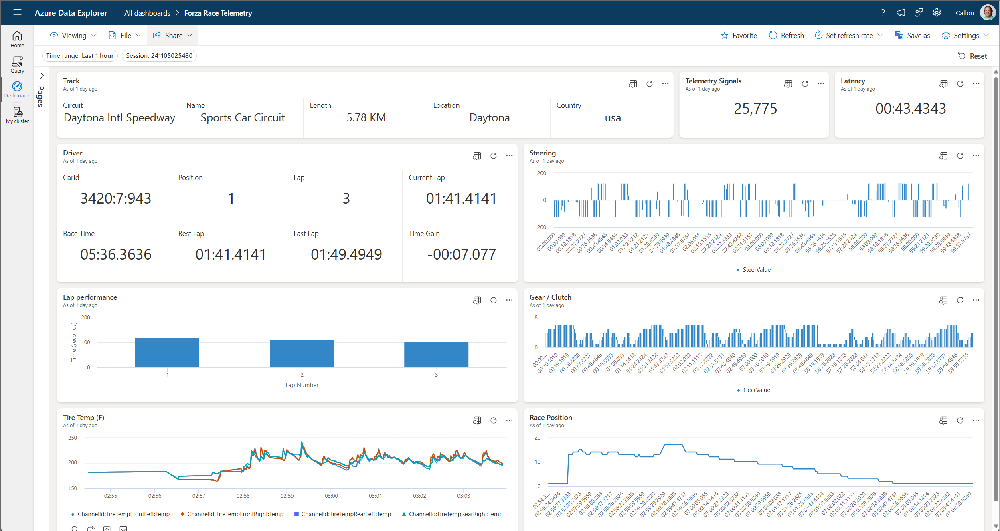 Azure Data Explorer
All dashboards > Forza Race Telemetry
Callon
Viewing
File
Share
Favorite
Refresh
Set refresh rate
Save as
Settings
Time range: Last 1 hour
Session: 241105025430
Reset
Home
Query
Dashboards
My cluster
Pages
Track
As of 1 day ago
Circuit
Daytona Intl Speedway
Name
Sports Car Circuit
Length
5.78 KM
Location
Daytona
Country
usa
Telemetry Signals
As of 1 day ago
25,775
Latency
As of 1 day ago
00:43.4343
Driver
As of 1 day ago
CarId
3420:7:943
Position
1
Lap
3
Current Lap
01:41.4141
Race Time
05:36.3636
Best Lap
01:41.4141
Last Lap
01:49.4949
Time Gain
-00:07.077
Steering
As of 1 day ago
200
0
-200
00:00.000
00:09.099
00:18.1818
00:27.2727
00:36.3636
00:45.4545
00:54.5454
01:03.033
01:12.1212
01:21.2121
01:30.3030
01:39.3939
01:48.4848
01:57.5757
02:06.066
02:15.1515
02:24.2424
02:33.3333
02:42.4242
02:51.5151
03:00.000
03:09.099
03:18.1818
03:27.2727
03:36.3636
03:45.4545
56:16.1616
56:25.2525
57:15.1515
57:24.2424
58:00.000
58:09.099
58:18.1818
58:27.2727
58:36.3636
59:00.000
59:21.2121
59:30.3030
59:39.3939
59:48.4848
59:57.5757
SteerValue
Lap performance
As of 1 day ago
Time (seconds)
200
100
0
1
2
3
Lap Number
Gear / Clutch
As of 1 day ago
8
0
00:00...
00:10.1010
00:19.1919
00:28.2828
00:37.3737
00:46.4646
00:55.5555
01:05.055
01:14.1414
01:24.2424
01:34.3434
01:43.4343
01:53.5353
02:02.022
02:11.1111
02:22.2222
02:31.3131
02:40.4040
02:49.4949
03:00.000
03:10.1010
03:19.1919
03:29.2929
03:39.3939
03:48.4848
56:19.1919
56:28.2828
57:18.1818
57:28.2828
58:04.044
58:13.1313
58:23.2323
58:34.3434
58:58.5858
59:19.1919
59:28.2828
59:37.3737
59:46.4646
59:55.5555
GearValue
Tire Temp (F)
As of 1 day ago
250
200
150
02:55
02:56
02:57
02:58
02:59
03:00
03:01
03:02
03:03
ChannelId:TireTempFrontLeft:Temp
ChannelId:TireTempFrontRight:Temp
ChannelId:TireTempRearLeft:Temp
ChannelId:TireTempRearRight:Temp
Race Position
As of 1 day ago
20
10
0
02:54:3...
02:56:24.2424
02:56:33.3333
02:57:23.2323
02:57:59.5959
02:58:08.088
02:58:17.1717
02:58:26.2626
02:58:35.3535
02:58:59.5959
02:59:20.2020
02:59:29.2929
02:59:38.3838
02:59:47.4747
02:59:56.5656
03:00:05.055
03:00:14.1414
03:00:23.2323
03:00:32.3232
03:00:41.4141
03:00:50.5050
03:00:59.5959
03:01:08.088
03:01:17.1717
03:01:26.2626
03:01:35.3535
03:01:44.4444
03:01:53.5353
03:02:02.022
03:02:11.1111
03:02:20.2020
03:02:29.2929
03:02:38.3838
03:02:47.4747
03:02:56.5656
03:03:05.055
03:03:14.1414
03:03:23.2323
03:03:32.3232
03:03:41.4141
03:03:50.5050